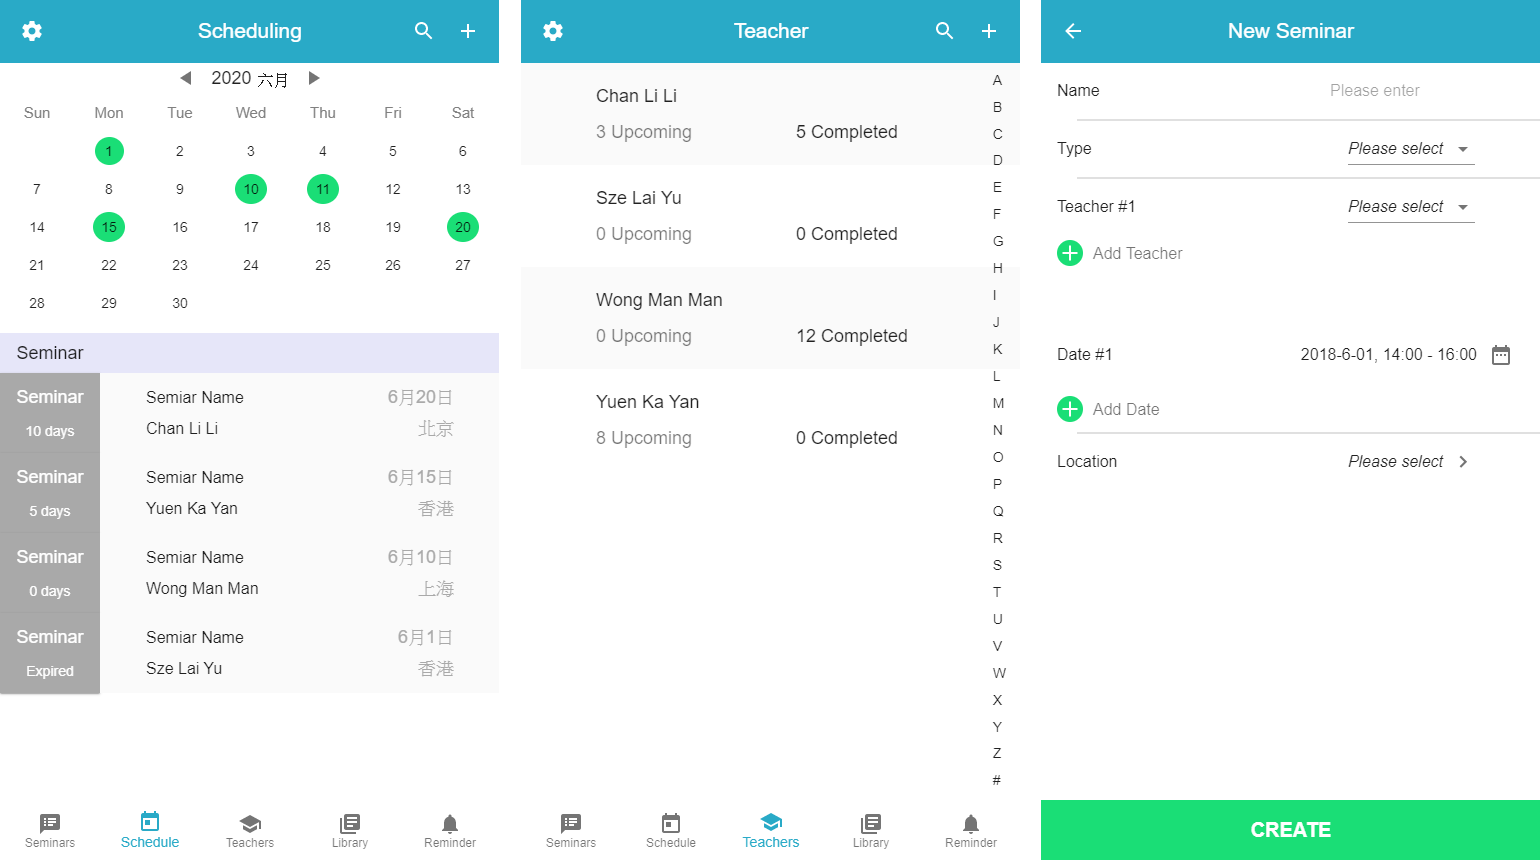 Scheduling
2020 六月
Sun Mon Tue Wed Thu Fri Sat
1 2 3 4 5 6
7 8 9 10 11 12 13
14 15 16 17 18 19 20
21 22 23 24 25 26 27
28 29 30
Seminar
Seminar Semiar Name 6月20日
10 days Chan Li Li 北京
Seminar Semiar Name 6月15日
5 days Yuen Ka Yan 香港
Seminar Semiar Name 6月10日
0 days Wong Man Man 上海
Seminar Semiar Name 6月1日
Expired Sze Lai Yu 香港
Seminars Schedule Teachers Library Reminder
Teacher
Chan Li Li
3 Upcoming 5 Completed
Sze Lai Yu
0 Upcoming 0 Completed
Wong Man Man
0 Upcoming 12 Completed
Yuen Ka Yan
8 Upcoming 0 Completed
A
B
C
D
E
F
G
H
I
J
K
L
M
N
O
P
Q
R
S
T
U
V
W
X
Y
Z
#
Seminars Schedule Teachers Library Reminder
New Seminar
Name Please enter
Type Please select
Teacher #1 Please select
Add Teacher
Date #1 2018-6-01, 14:00 - 16:00
Add Date
Location Please select
CREATE